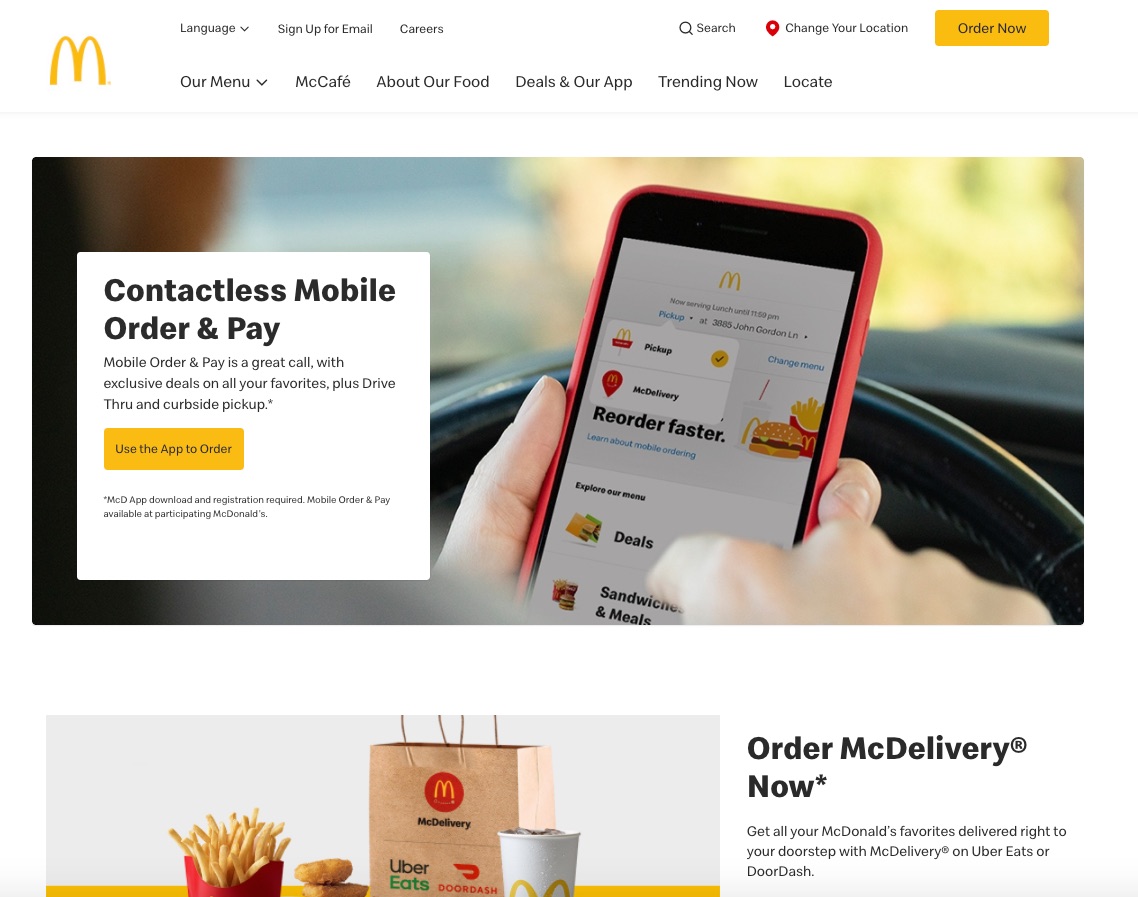 Language
Sign Up for Email
Careers
Search
Change Your Location
Order Now
Our Menu
McCafé
About Our Food
Deals & Our App
Trending Now
Locate
Contactless Mobile
Order & Pay
Mobile Order & Pay is a great call, with
exclusive deals on all your favorites, plus Drive
Thru and curbside pickup.*
Use the App to Order
*McD App download and registration required. Mobile Order & Pay
available at participating McDonald's.
Now serving Lunch until 11:59 pm
Pickup • at 3885 John Gordon Ln •
Pickup
Change menu
McDelivery
Reorder faster.
Learn about mobile ordering
Explore our menu
Deals
Sandwiches
& Meals
McDelivery
Uber
Eats
DOORDASH
Order McDelivery®
Now*
Get all your McDonald's favorites delivered right to
your doorstep with McDelivery® on Uber Eats or
DoorDash.